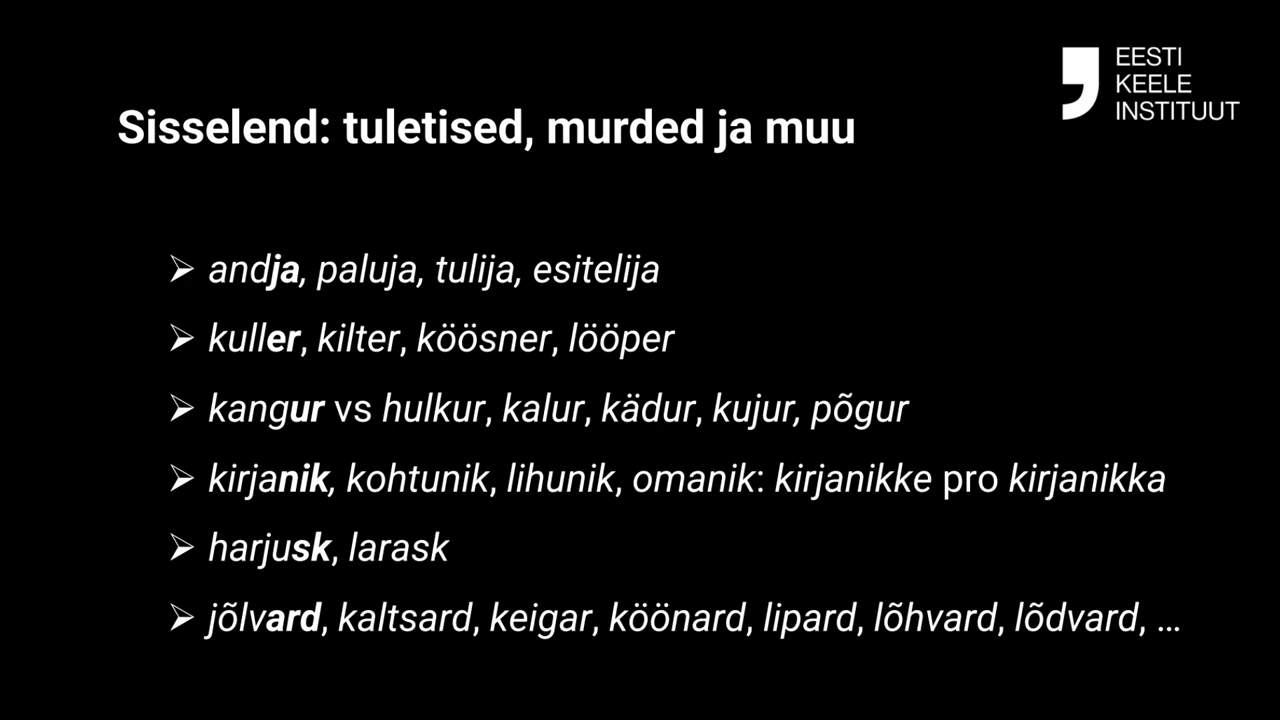 EESTI
KEELE
INSTITUUT
Sisselend: tuletised, murded ja muu
➢ andja, paluja, tulija, esitelija
➢ kuller, kilter, köösner, lööper
➢ kangur vs hulkur, kalur, kädur, kujur, põgur
➢ kirjanik, kohtunik, lihunik, omanik: kirjanikke pro kirjanikka
➢ harjusk, larask
➢ jõlvard, kaltsard, keigar, köönard, lipard, lõhvard, lõdvard, …